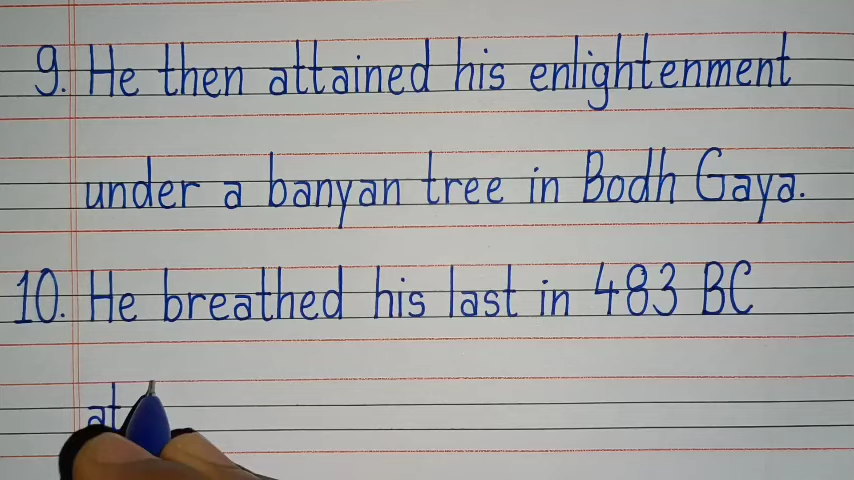 9. He then attained his enlightenment
under a banyan tree in Bodh Gaya.
10. He breathed his last in 483 BC
at